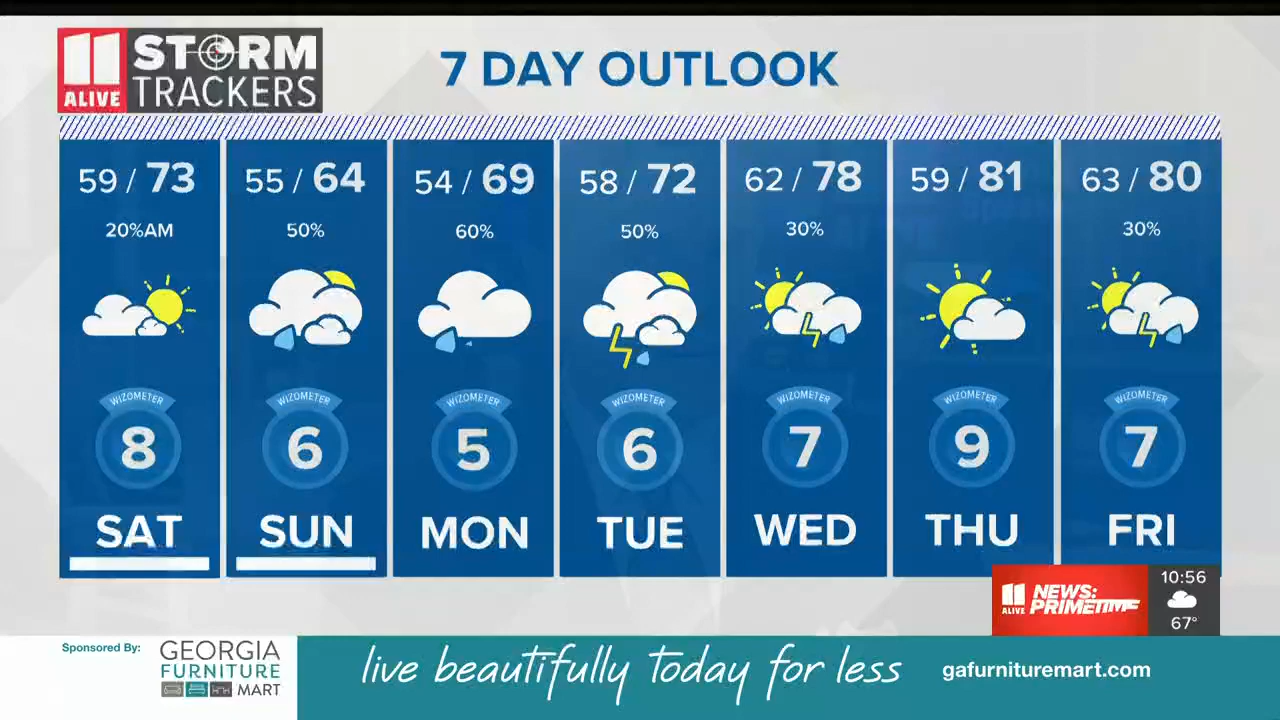 11 ALIVE STORM TRACKERS
7 DAY OUTLOOK
59 / 73
55 / 64
54 / 69
58 / 72
62 / 78
59 / 81
63 / 80
20%AM
50%
60%
50%
30%
30%
WIZOMETER
WIZOMETER
WIZOMETER
WIZOMETER
WIZOMETER
WIZOMETER
WIZOMETER
8
6
5
6
7
9
7
SAT
SUN
MON
TUE
WED
THU
FRI
11 ALIVE
NEWS:
PRIMETIME
10:56
67°
Sponsored By:
GEORGIA
FURNITURE
MART
live beautifully today for less
gafurnituremart.com